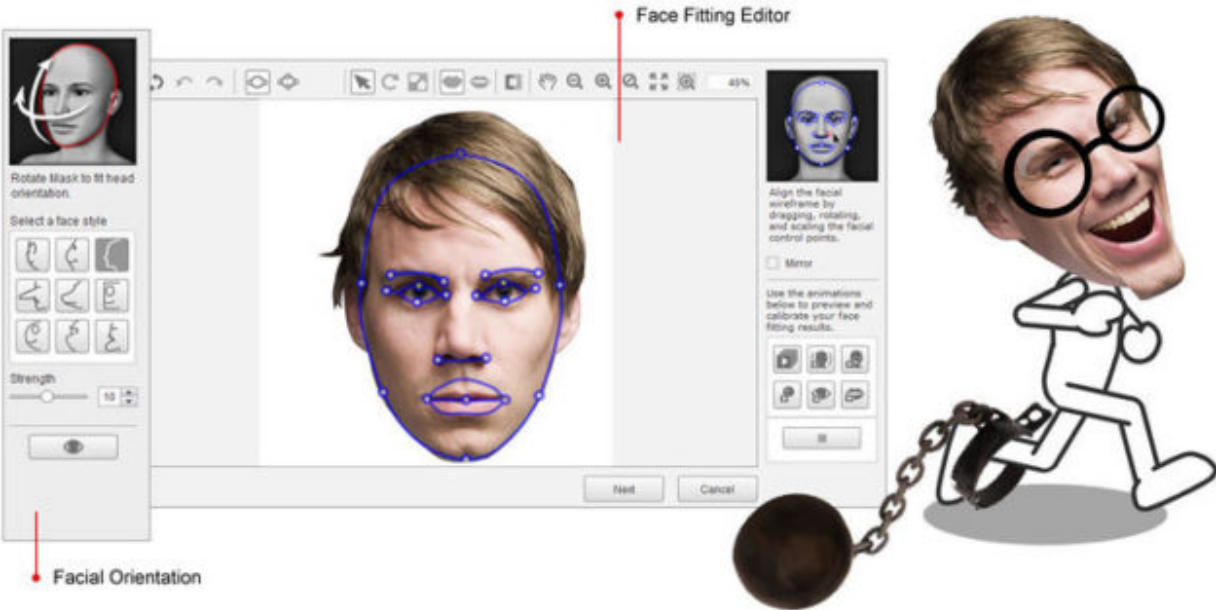 Face Fitting Editor
Rotate Mask to fit head
orientation.
Select a face style
Strength
10
46%
Align the facial
wireframe by
dragging, rotating,
and scaling the facial
control points.
Mirror
Use the animations
below to preview and
calibrate your face
fitting results.
Next
Cancel
Facial Orientation